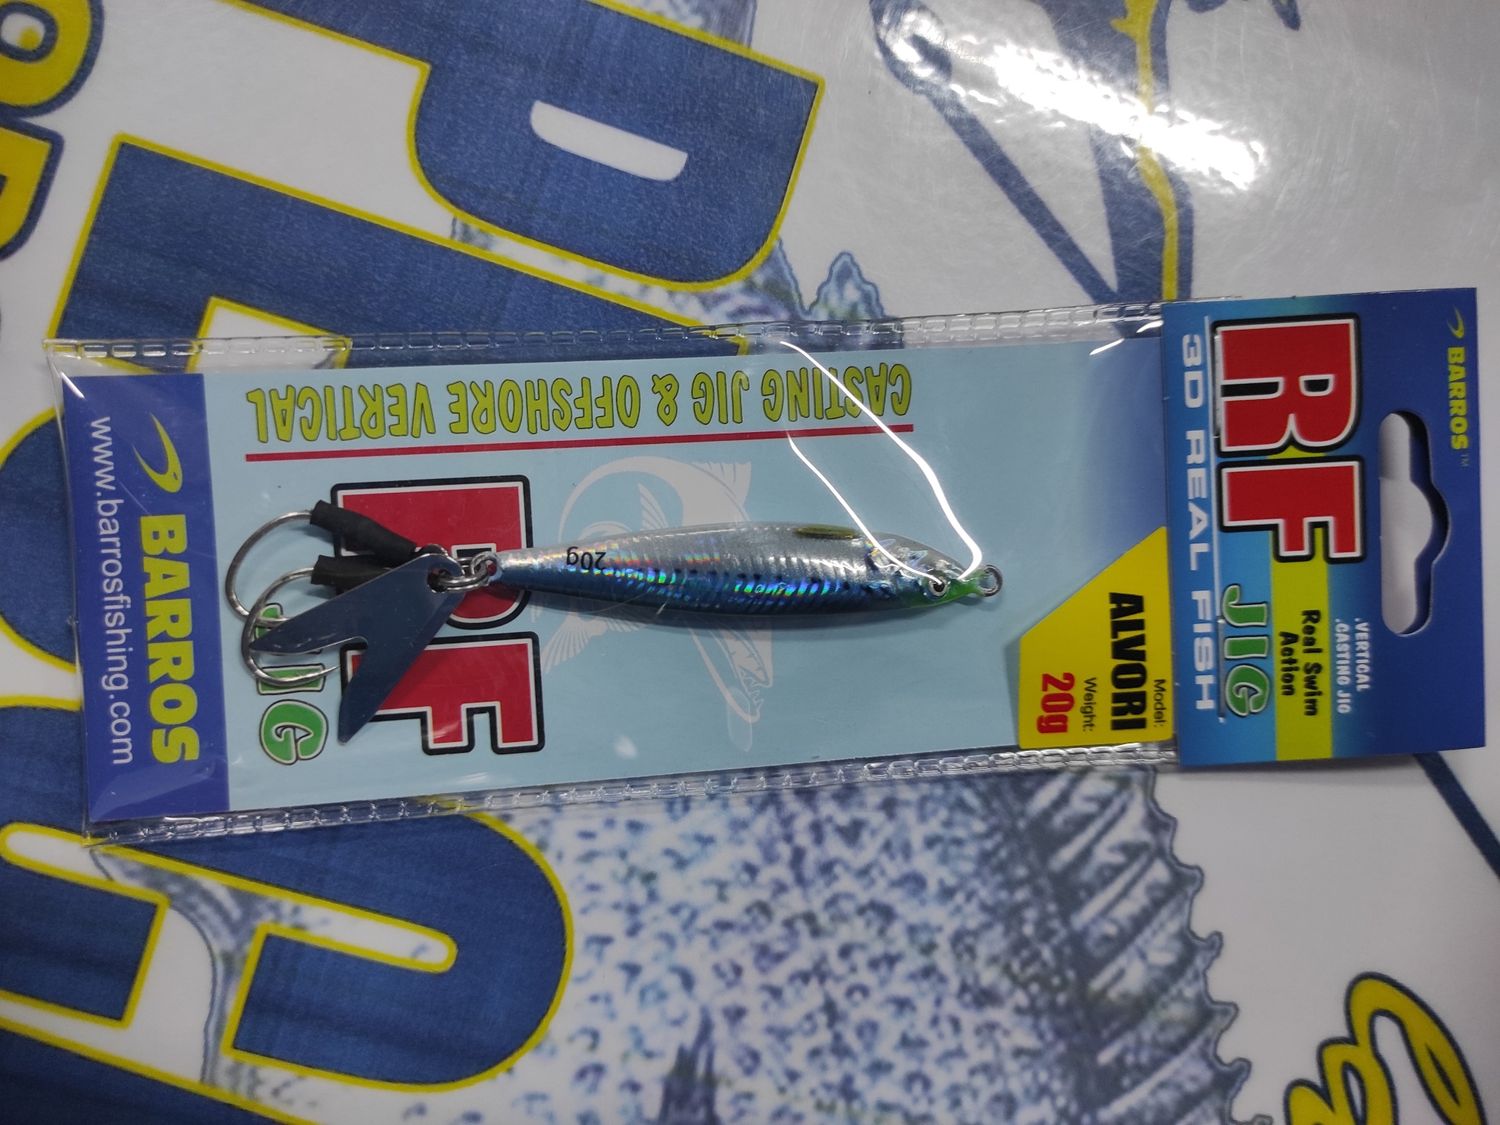 BARROS™
RF
JIG
3D REAL FISH
.VERTICAL
.CASTING JIG
Real Swim
Action
Model:
ALVORI
Weight:
20g
CASTING JIG & OFFSHORE VERTICAL
20g
RF
JIG
BARROS
www.barrosfishing.com